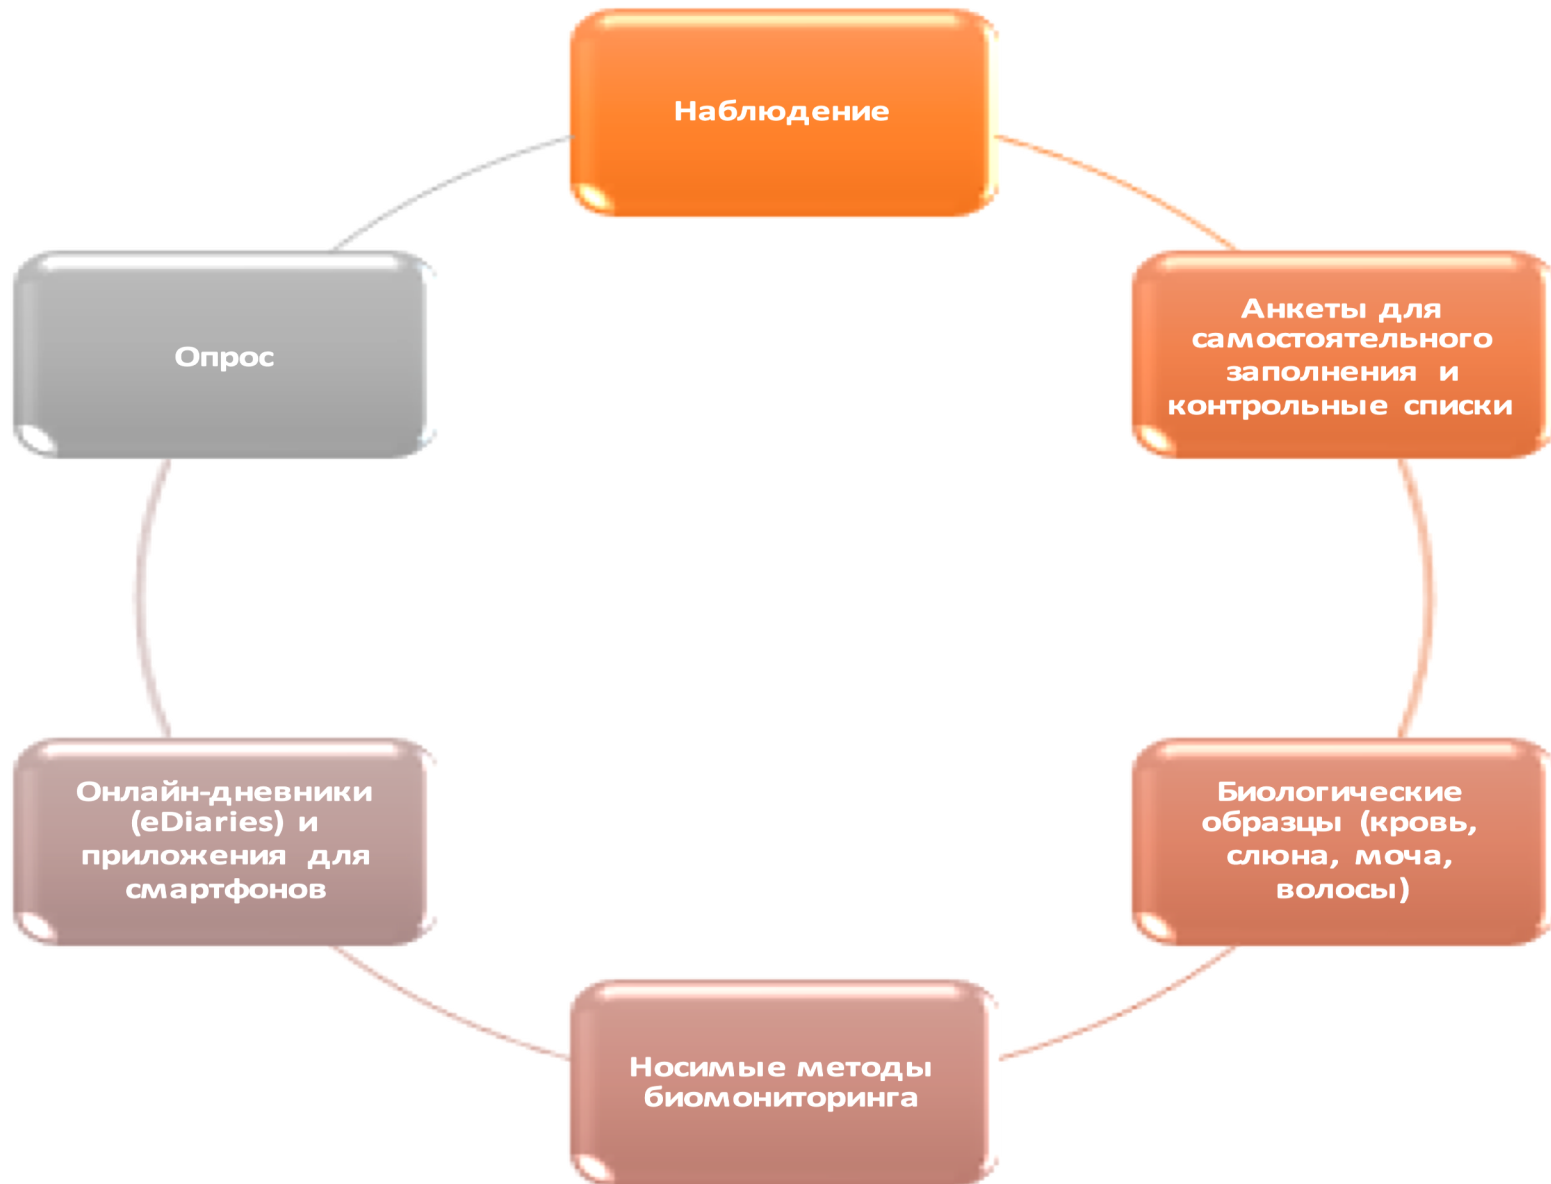 Наблюдение
Анкеты для
самостоятельного
заполнения и
контрольные списки
Биологические
образцы (кровь,
слюна, моча,
волосы)
Носимые методы
биомониторинга
Онлайн-дневники
(eDiaries) и
приложения для
смартфонов
Опрос